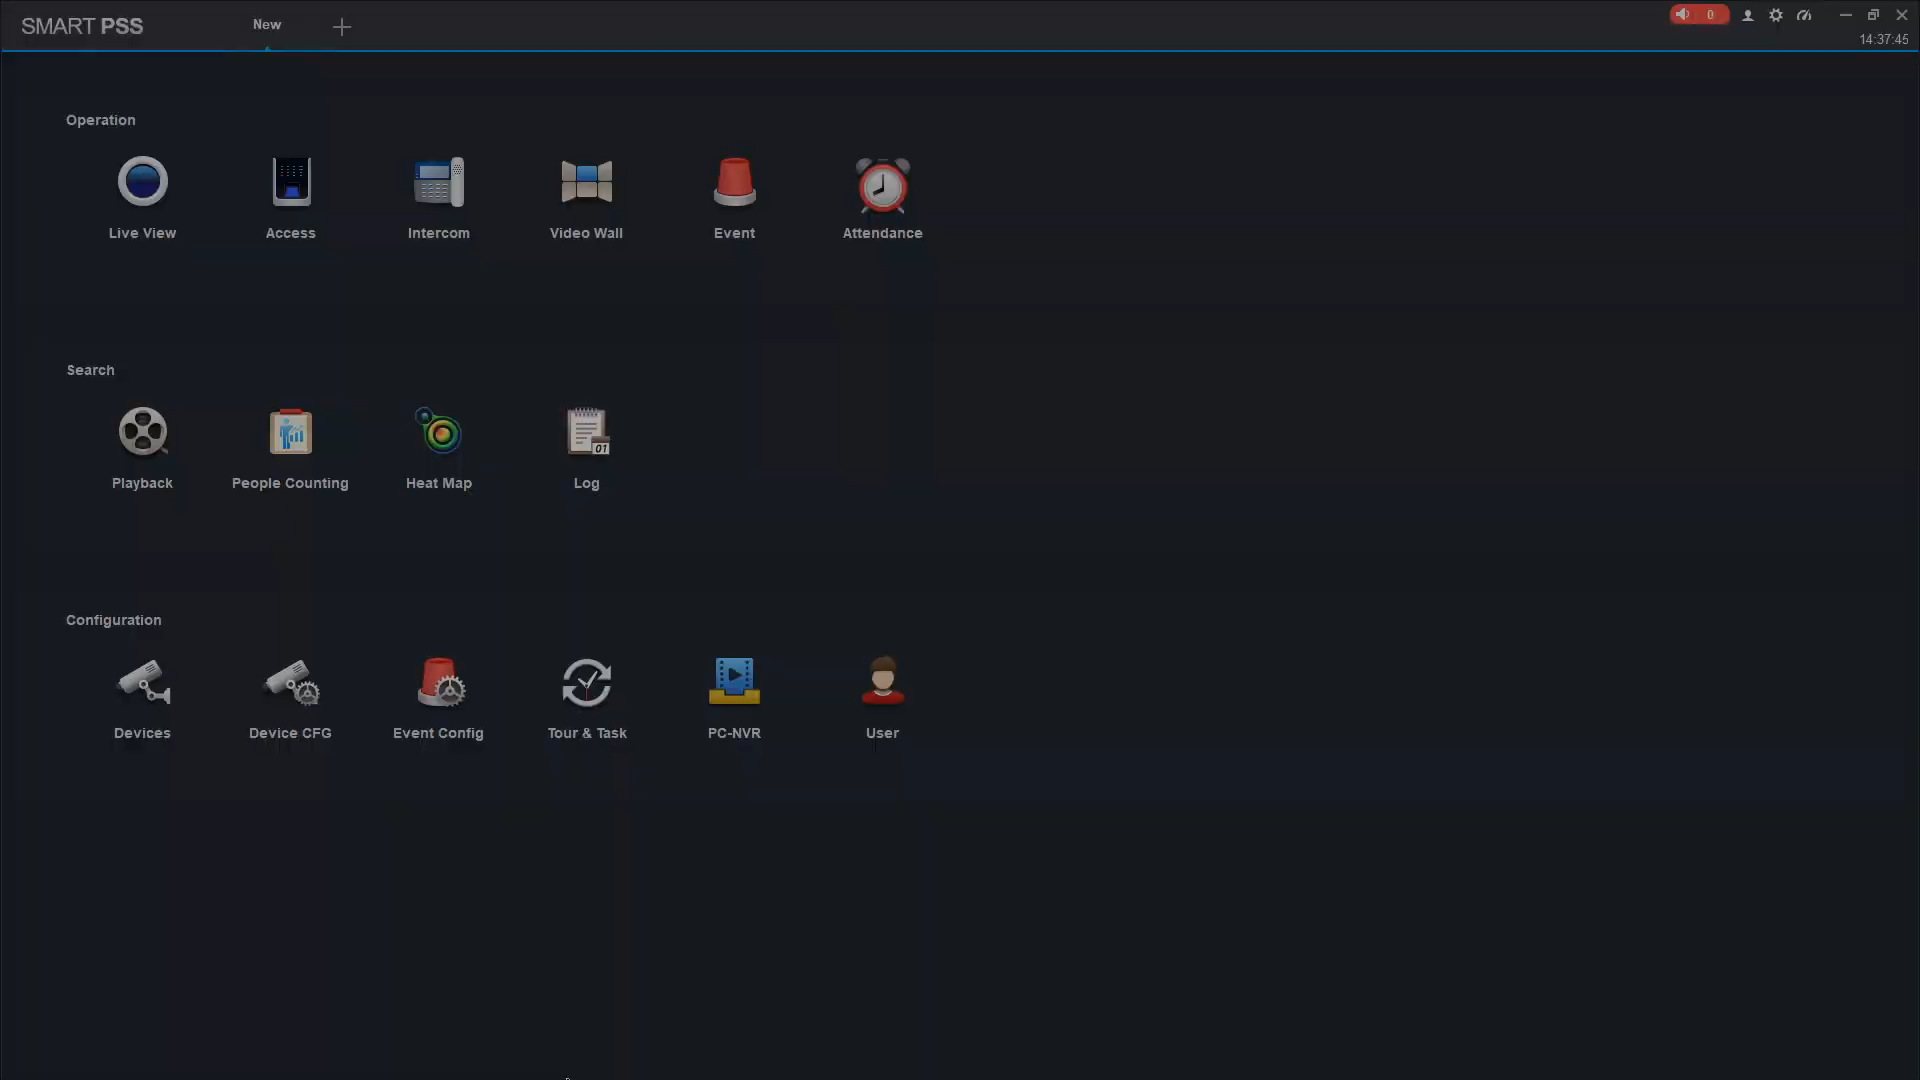 SMART PSS
New
0
14:37:45
Operation
Live View
Access
Intercom
Video Wall
Event
Attendance
Search
Playback
People Counting
Heat Map
01
Log
Configuration
Devices
Device CFG
Event Config
Tour & Task
PC-NVR
User